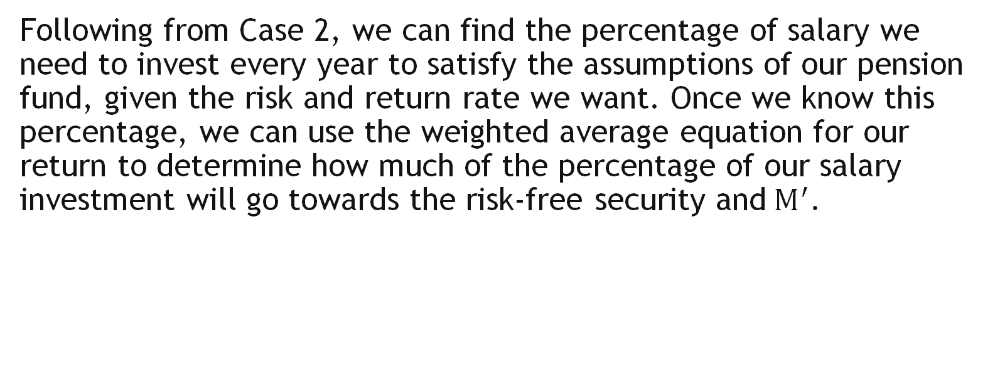 Following from Case 2, we can find the percentage of salary we
need to invest every year to satisfy the assumptions of our pension
fund, given the risk and return rate we want. Once we know this
percentage, we can use the weighted average equation for our
return to determine how much of the percentage of our salary
investment will go towards the risk-free security and M′.